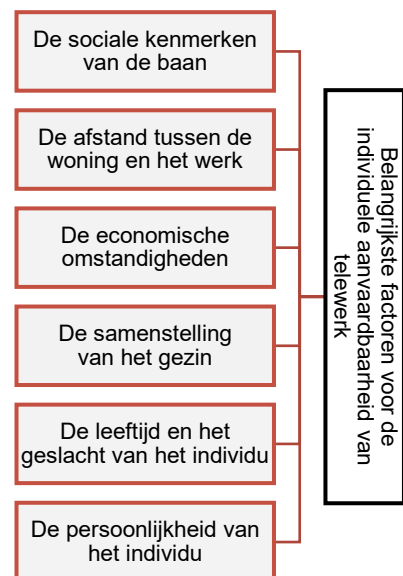 De sociale kenmerken
van de baan
De afstand tussen de
woning en het werk
De economische
omstandigheden
De samenstelling
van het gezin
De leeftijd en het
geslacht van het individu
De persoonlijkheid van
het individu
Belangrijkste factoren voor de
individuele aanvaardbaarheid van
telewerk